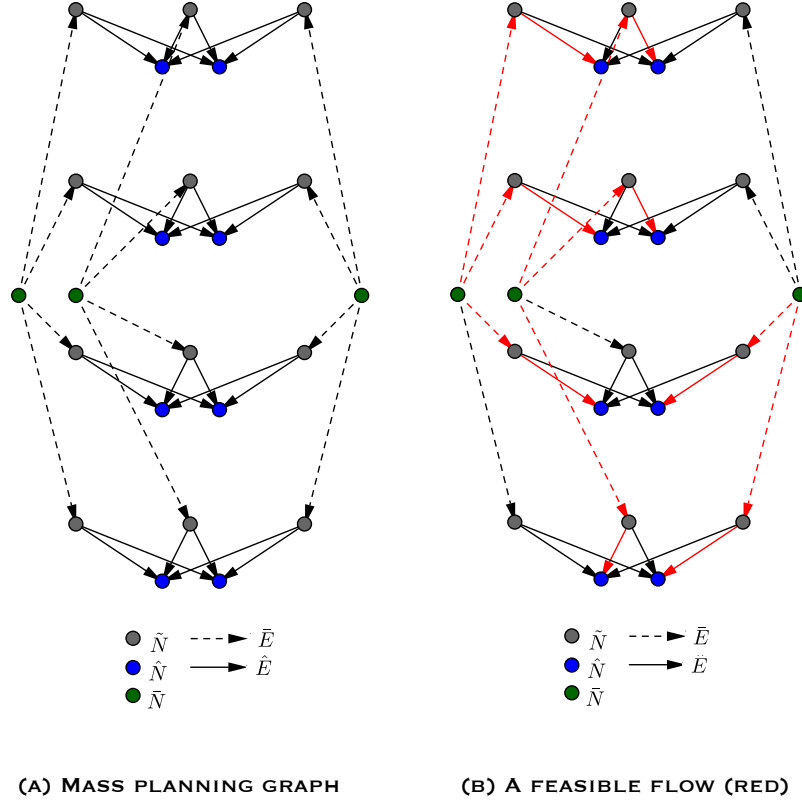 Ñ Ē
N̂ Ê
N̄
Ñ Ē
N̂ Ë
N̄
(A) MASS PLANNING GRAPH
(B) A FEASIBLE FLOW (RED)